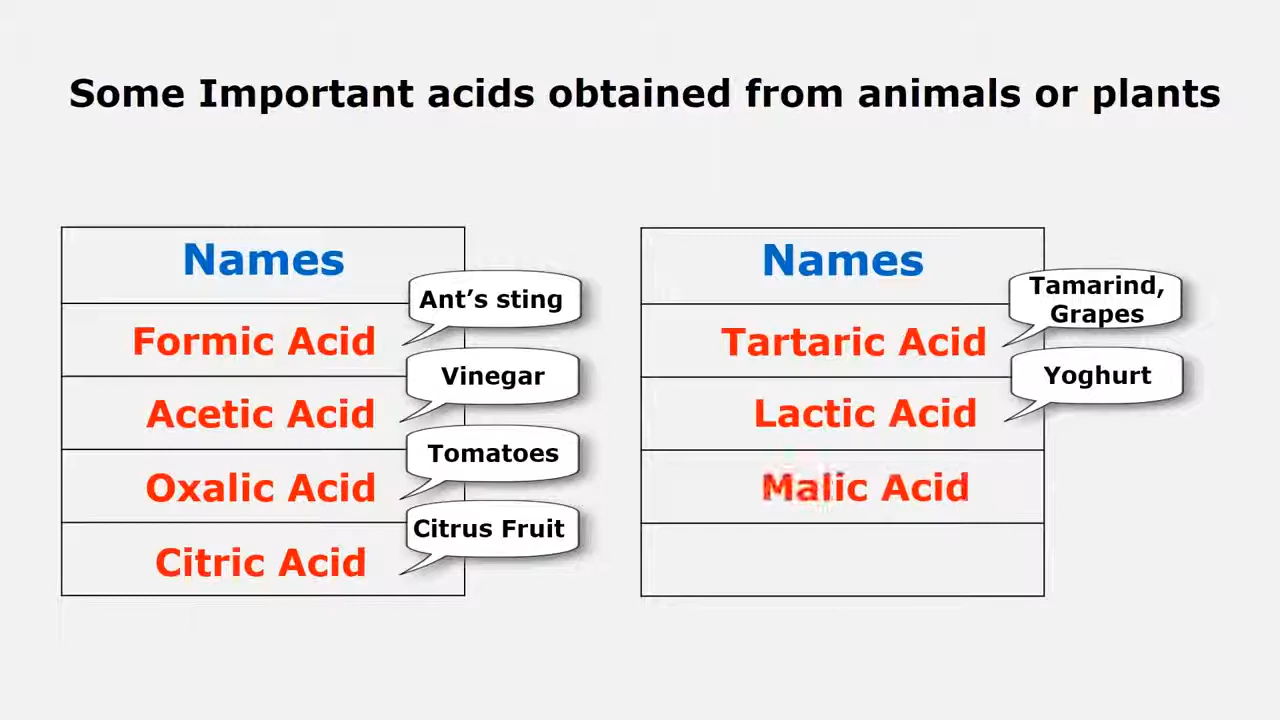 Some Important acids obtained from animals or plants
Names
Ant’s sting
Formic Acid
Vinegar
Acetic Acid
Tomatoes
Oxalic Acid
Citrus Fruit
Citric Acid
Names
Tamarind,
Grapes
Tartaric Acid
Yoghurt
Lactic Acid
Malic Acid